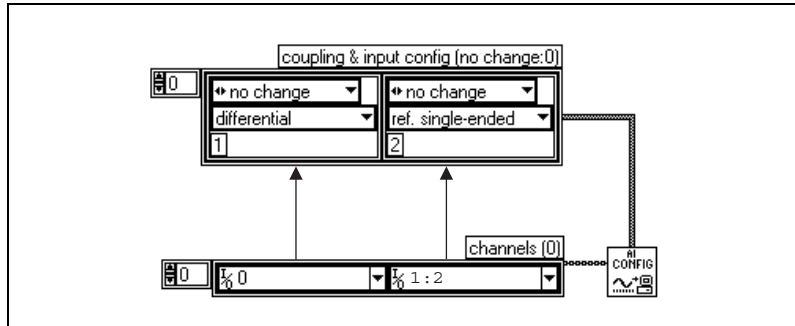 coupling & input config (no change:0)
0
no change
no change
differential
ref. single-ended
1
2
channels (0)
0
I/O 0
I/O 1:2
AI
CONFIG